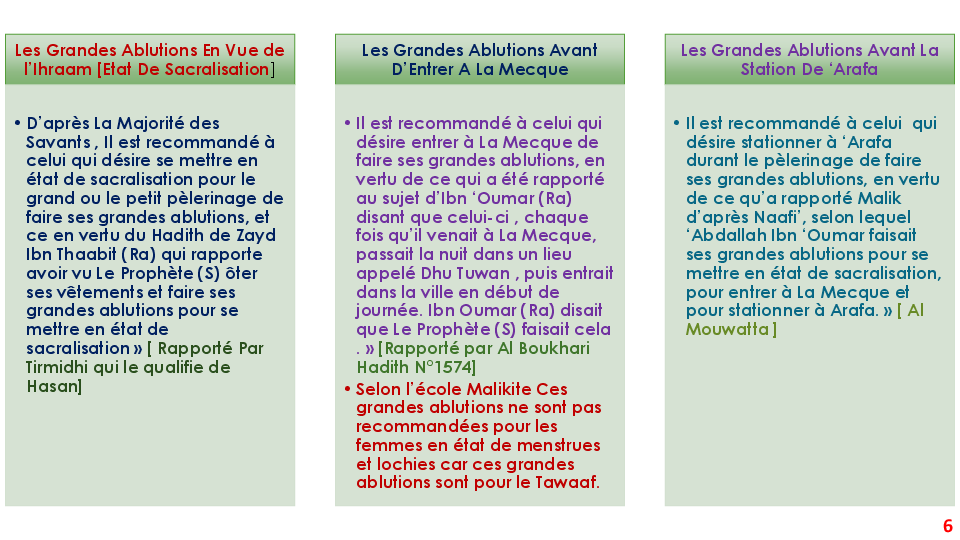 Les Grandes Ablutions En Vue de
l'Ihraam [Etat De Sacralisation]
• D'après La Majorité des
Savants , Il est recommandé à
celui qui désire se mettre en
état de sacralisation pour le
grand ou le petit pèlerinage de
faire ses grandes ablutions, et
ce en vertu du Hadith de Zayd
Ibn Thaabit (Ra) qui rapporte
avoir vu Le Prophète (S) ôter
ses vêtements et faire ses
grandes ablutions pour se
mettre en état de
sacralisation » [ Rapporté Par
Tirmidhi qui le qualifie de
Hasan]
Les Grandes Ablutions Avant
D'Entrer A La Mecque
• Il est recommandé à celui qui
désire entrer à La Mecque de
faire ses grandes ablutions, en
vertu de ce qui a été rapporté
au sujet d'Ibn ‘Oumar (Ra)
disant que celui-ci , chaque
fois qu'il venait à La Mecque,
passait la nuit dans un lieu
appelé Dhu Tuwan , puis entrait
dans la ville en début de
journée. Ibn Oumar (Ra) disait
que Le Prophète (S) faisait cela
. » [Rapporté par Al Boukhari
Hadith N°1574]
• Selon l'école Malikite Ces
grandes ablutions ne sont pas
recommandées pour les
femmes en état de menstrues
et lochies car ces grandes
ablutions sont pour le Tawaaf.
Les Grandes Ablutions Avant La
Station De ‘Arafa
• Il est recommandé à celui  qui
désire stationner à ‘Arafa
durant le pèlerinage de faire
ses grandes ablutions, en vertu
de ce qu'a rapporté Malik
d'après Naafi', selon lequel
‘Abdallah Ibn ‘Oumar faisait
ses grandes ablutions pour se
mettre en état de sacralisation,
pour entrer à La Mecque et
pour stationner à Arafa. » [ Al
Mouwatta ]
6